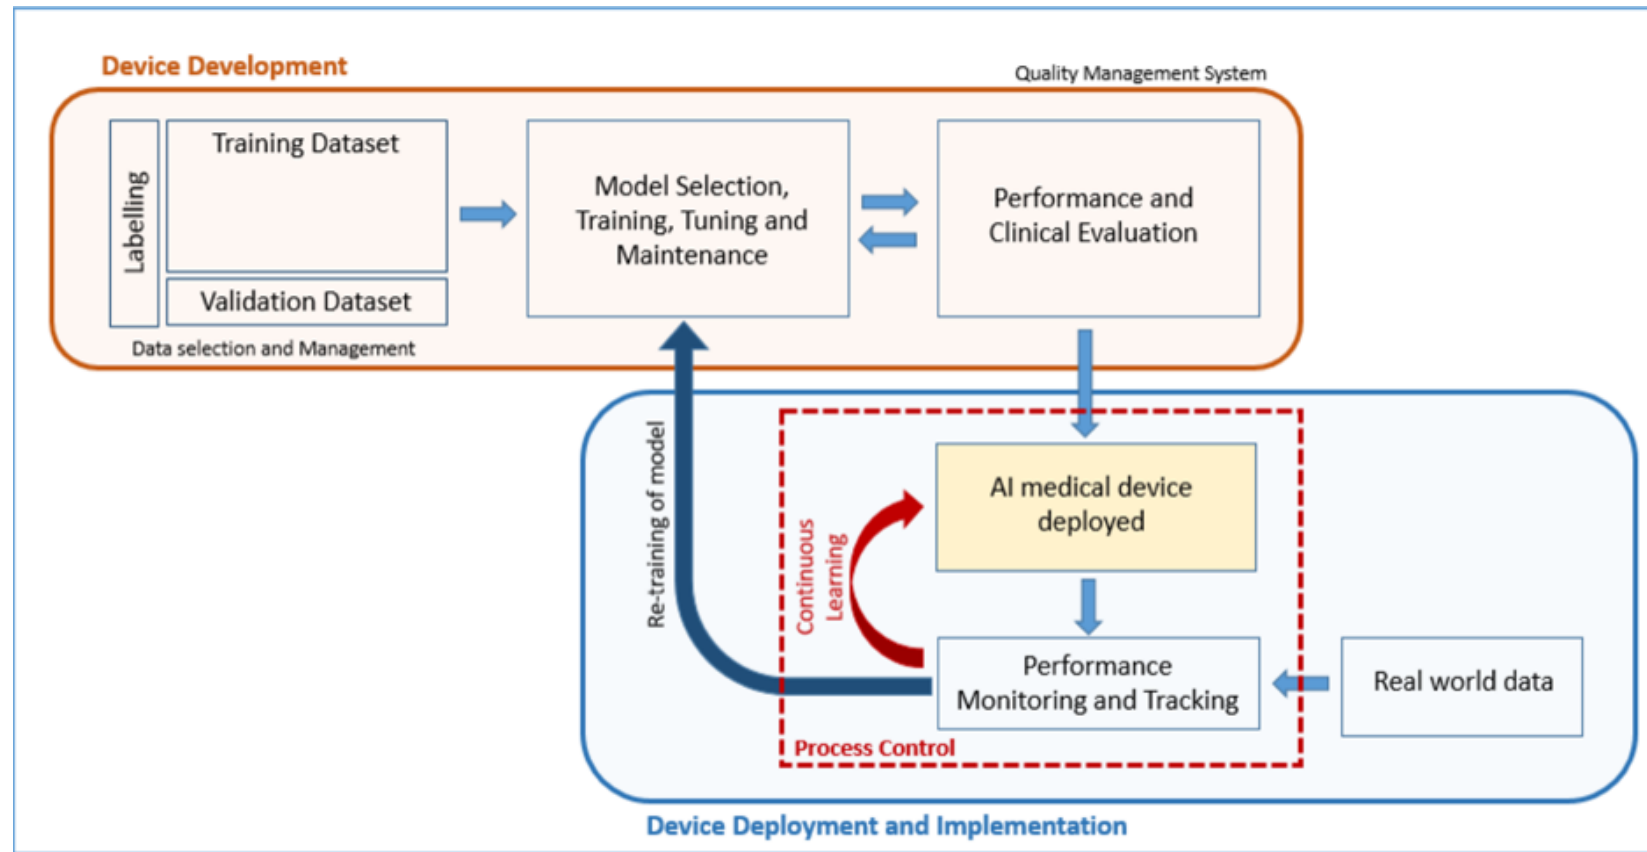 Device Development
Quality Management System
Labelling
Training Dataset
Validation Dataset
Data selection and Management
Model Selection,
Training, Tuning and
Maintenance
Performance and
Clinical Evaluation
Re-training of model
Continuous
Learning
AI medical device
deployed
Performance
Monitoring and Tracking
Real world data
Process Control
Device Deployment and Implementation